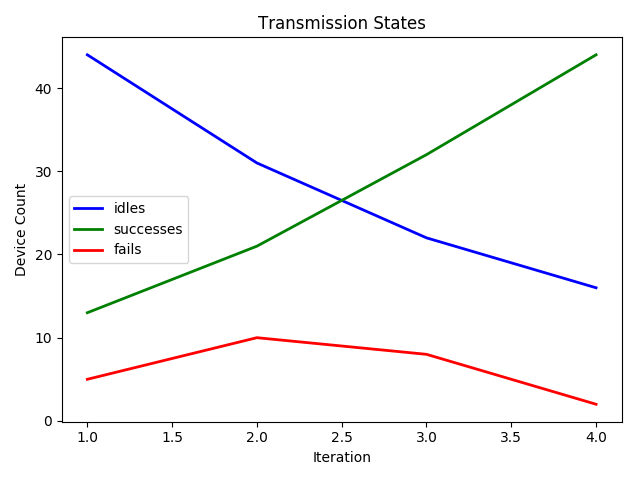 Transmission States
Device Count
40
30
20
10
0
idles
successes
fails
1.0 1.5 2.0 2.5 3.0 3.5 4.0
Iteration